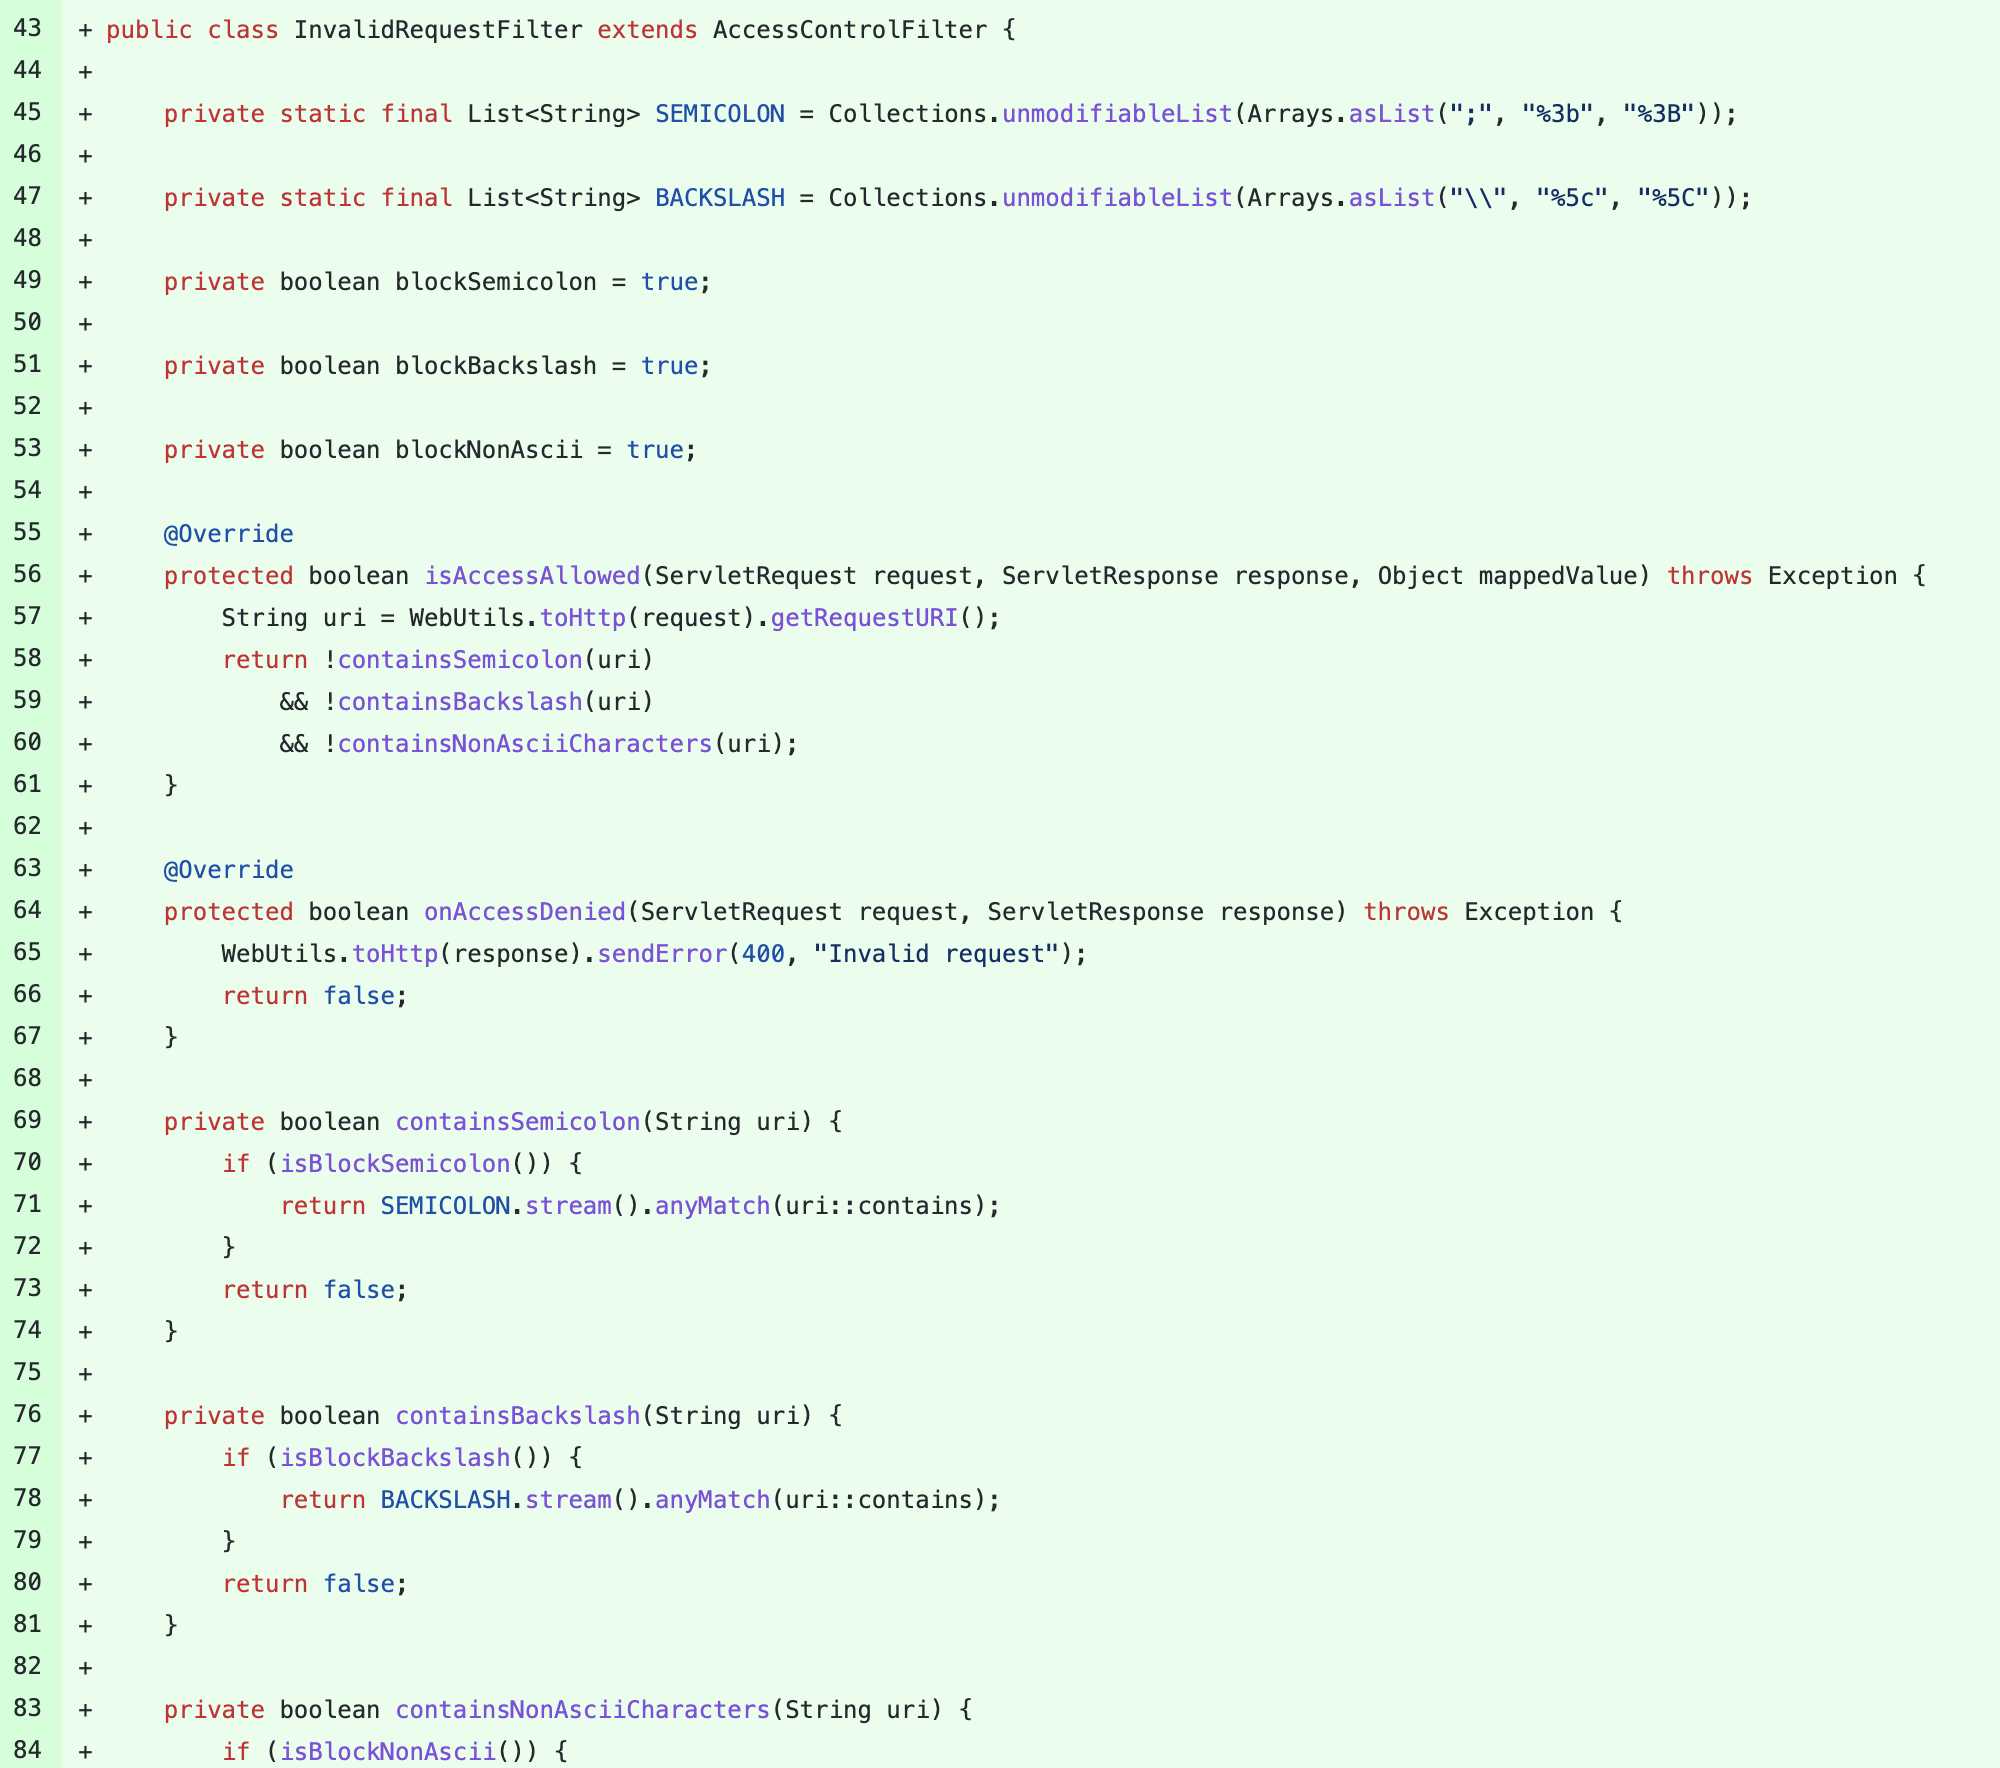 43 + public class InvalidRequestFilter extends AccessControlFilter {
44 +
45 +     private static final List<String> SEMICOLON = Collections.unmodifiableList(Arrays.asList(";", "%3b", "%3B"));
46 +
47 +     private static final List<String> BACKSLASH = Collections.unmodifiableList(Arrays.asList("\\", "%5c", "%5C"));
48 +
49 +     private boolean blockSemicolon = true;
50 +
51 +     private boolean blockBackslash = true;
52 +
53 +     private boolean blockNonAscii = true;
54 +
55 +     @Override
56 +     protected boolean isAccessAllowed(ServletRequest request, ServletResponse response, Object mappedValue) throws Exception {
57 +         String uri = WebUtils.toHttp(request).getRequestURI();
58 +         return !containsSemicolon(uri)
59 +             && !containsBackslash(uri)
60 +             && !containsNonAsciiCharacters(uri);
61 +     }
62 +
63 +     @Override
64 +     protected boolean onAccessDenied(ServletRequest request, ServletResponse response) throws Exception {
65 +         WebUtils.toHttp(response).sendError(400, "Invalid request");
66 +         return false;
67 +     }
68 +
69 +     private boolean containsSemicolon(String uri) {
70 +         if (isBlockSemicolon()) {
71 +             return SEMICOLON.stream().anyMatch(uri::contains);
72 +         }
73 +         return false;
74 +     }
75 +
76 +     private boolean containsBackslash(String uri) {
77 +         if (isBlockBackslash()) {
78 +             return BACKSLASH.stream().anyMatch(uri::contains);
79 +         }
80 +         return false;
81 +     }
82 +
83 +     private boolean containsNonAsciiCharacters(String uri) {
84 +         if (isBlockNonAscii()) {